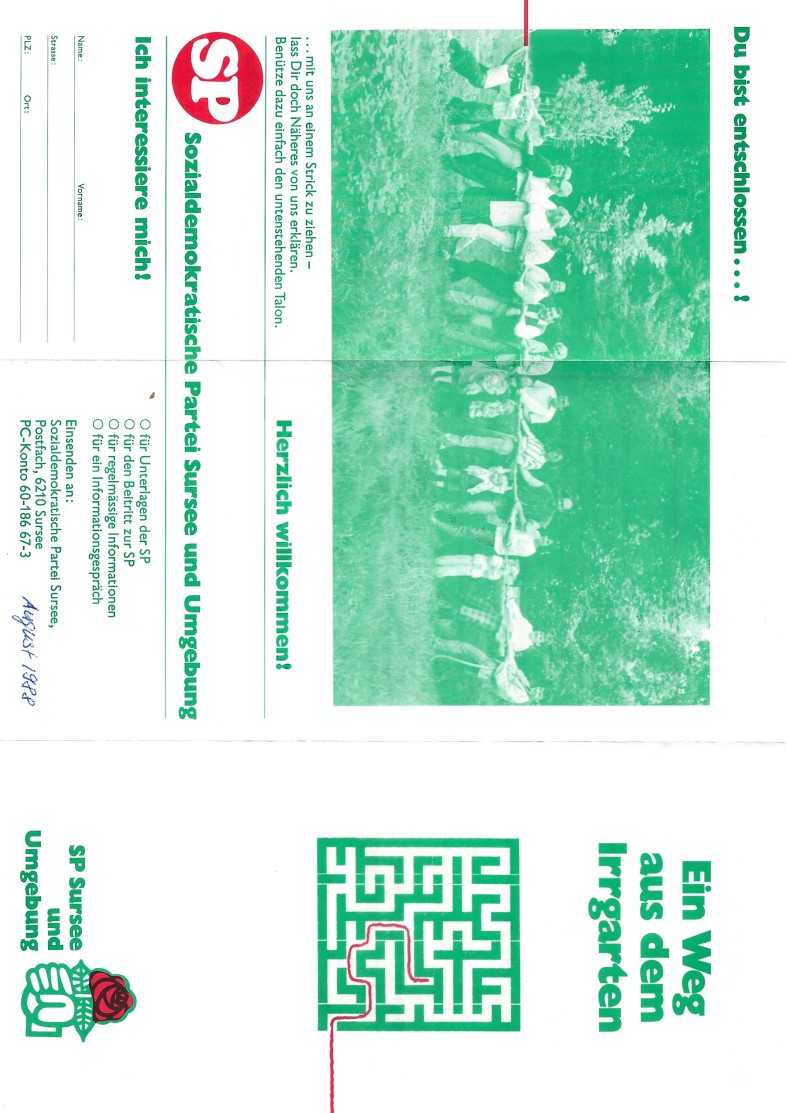 Du bist entschlossen...!
...mit uns an einem Strick zu ziehen –
lass Dir doch Näheres von uns erklären.
Benütze dazu einfach den untenstehenden Talon.
Herzlich willkommen!
SP
Sozialdemokratische Partei Sursee und Umgebung
Ich interessiere mich!
Name: Vorname:
Strasse:
PLZ: Ort:
für Unterlagen der SP
für den Beitritt zur SP
für regelmässige Informationen
für ein Informationsgespräch
Einsenden an:
Sozialdemokratische Partei Sursee,
Postfach, 6210 Sursee
PC-Konto 60-186 67-3
August 1988
Ein Weg
aus dem
Irrgarten
SP Sursee
und
Umgebung